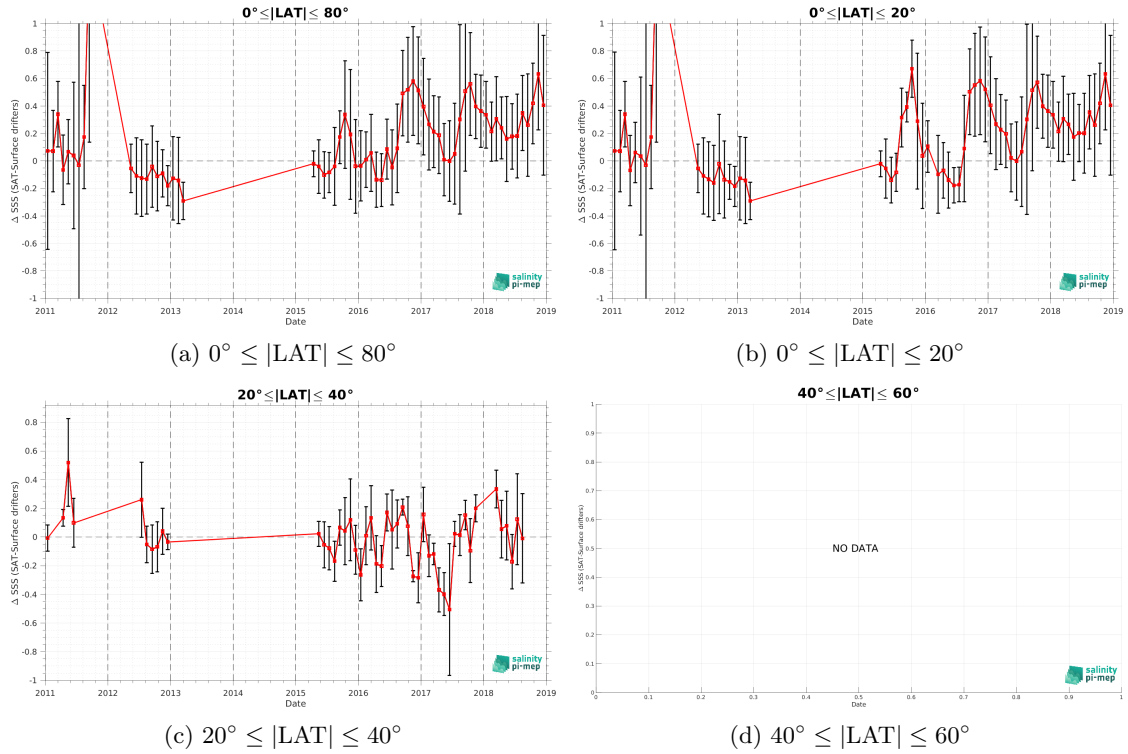 0°≤|LAT|≤ 80°
Δ SSS (SAT-Surface drifters)
1
0.8
0.6
0.4
0.2
0
-0.2
-0.4
-0.6
-0.8
-1
2011 2012 2013 2014 2015 2016 2017 2018 2019
Date
salinity
pi-mep
(a) 0° ≤ |LAT| ≤ 80°
0°≤|LAT|≤ 20°
Δ SSS (SAT-Surface drifters)
1
0.8
0.6
0.4
0.2
0
-0.2
-0.4
-0.6
-0.8
-1
2011 2012 2013 2014 2015 2016 2017 2018 2019
Date
salinity
pi-mep
(b) 0° ≤ |LAT| ≤ 20°
20°≤|LAT|≤ 40°
Δ SSS (SAT-Surface drifters)
0.8
0.6
0.4
0.2
0
-0.2
-0.4
-0.6
-0.8
-1
2011 2012 2013 2014 2015 2016 2017 2018 2019
Date
salinity
pi-mep
(c) 20° ≤ |LAT| ≤ 40°
40°≤|LAT|≤ 60°
Δ SSS (SAT-Surface drifters)
1
0.9
0.8
0.7
0.6
0.5
0.4
0.3
0.2
0.1
0
NO DATA
0 0.1 0.2 0.3 0.4 0.5 0.6 0.7 0.8 0.9 1
Date
salinity
pi-mep
(d) 40° ≤ |LAT| ≤ 60°